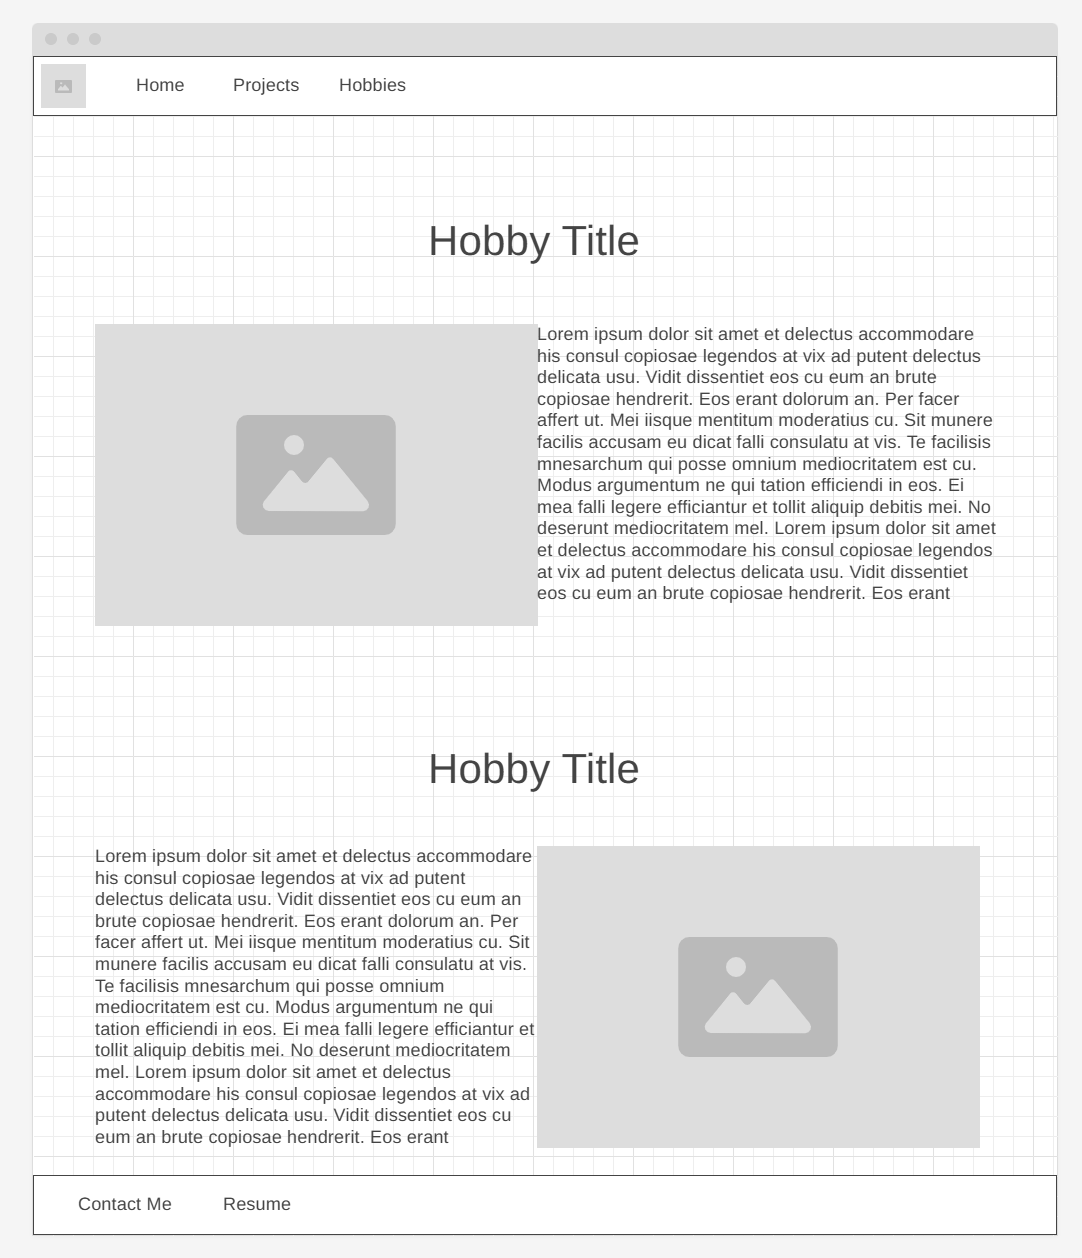 Home Projects Hobbies
Hobby Title
Lorem ipsum dolor sit amet et delectus accommodare
his consul copiosae legendos at vix ad putent delectus
delicata usu. Vidit dissentiet eos cu eum an brute
copiosae hendrerit. Eos erant dolorum an. Per facer
affert ut. Mei iisque mentitum moderatius cu. Sit munere
facilis accusam eu dicat falli consulatu at vis. Te facilisis
mnesarchum qui posse omnium mediocritatem est cu.
Modus argumentum ne qui tation efficiendi in eos. Ei
mea falli legere efficiantur et tollit aliquip debitis mei. No
deserunt mediocritatem mel. Lorem ipsum dolor sit amet
et delectus accommodare his consul copiosae legendos
at vix ad putent delectus delicata usu. Vidit dissentiet
eos cu eum an brute copiosae hendrerit. Eos erant
Hobby Title
Lorem ipsum dolor sit amet et delectus accommodare
his consul copiosae legendos at vix ad putent
delectus delicata usu. Vidit dissentiet eos cu eum an
brute copiosae hendrerit. Eos erant dolorum an. Per
facer affert ut. Mei iisque mentitum moderatius cu. Sit
munere facilis accusam eu dicat falli consulatu at vis.
Te facilisis mnesarchum qui posse omnium
mediocritatem est cu. Modus argumentum ne qui
tation efficiendi in eos. Ei mea falli legere efficiantur et
tollit aliquip debitis mei. No deserunt mediocritatem
mel. Lorem ipsum dolor sit amet et delectus
accommodare his consul copiosae legendos at vix ad
putent delectus delicata usu. Vidit dissentiet eos cu
eum an brute copiosae hendrerit. Eos erant
Contact Me Resume